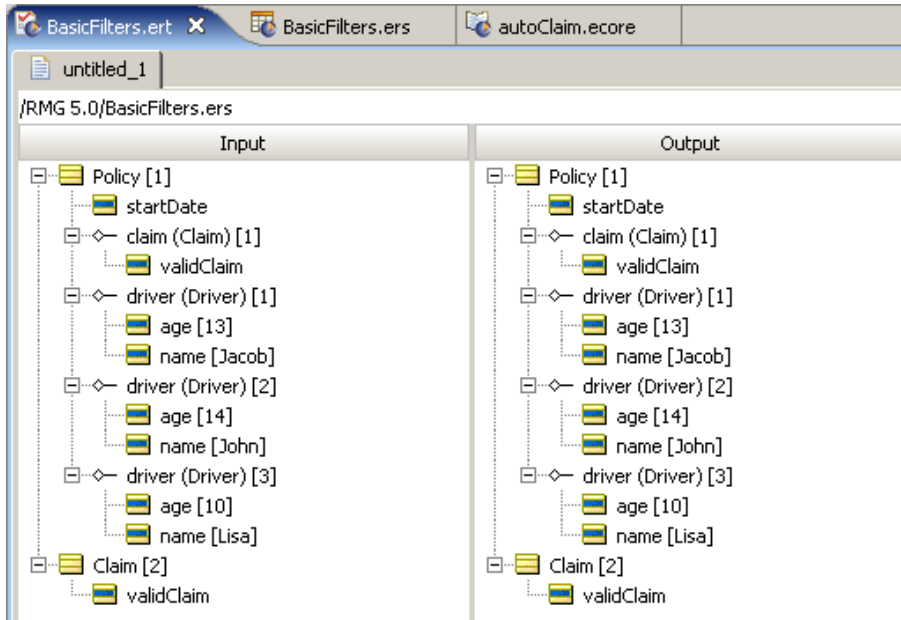 BasicFilters.ert BasicFilters.ers autoClaim.ecore
untitled_1
/RMG 5.0/BasicFilters.ers
Input Output
Policy [1] Policy [1]
startDate startDate
claim (Claim) [1] claim (Claim) [1]
validClaim validClaim
driver (Driver) [1] driver (Driver) [1]
age [13] age [13]
name [Jacob] name [Jacob]
driver (Driver) [2] driver (Driver) [2]
age [14] age [14]
name [John] name [John]
driver (Driver) [3] driver (Driver) [3]
age [10] age [10]
name [Lisa] name [Lisa]
Claim [2] Claim [2]
validClaim validClaim